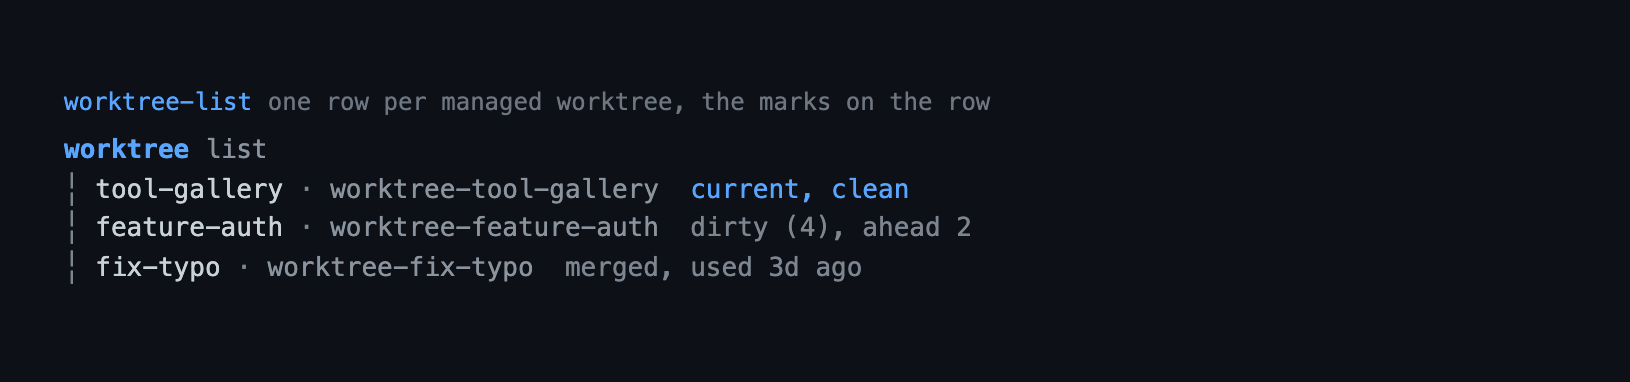 worktree-list one row per managed worktree, the marks on the row
worktree list
¦ tool-gallery · worktree-tool-gallery  current, clean
¦ feature-auth · worktree-feature-auth  dirty (4), ahead 2
¦ fix-typo · worktree-fix-typo  merged, used 3d ago